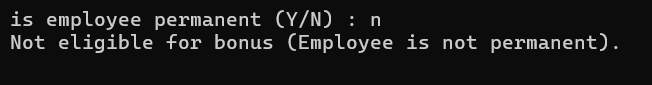 is employee permanent (Y/N) : n
Not eligible for bonus (Employee is not permanent).